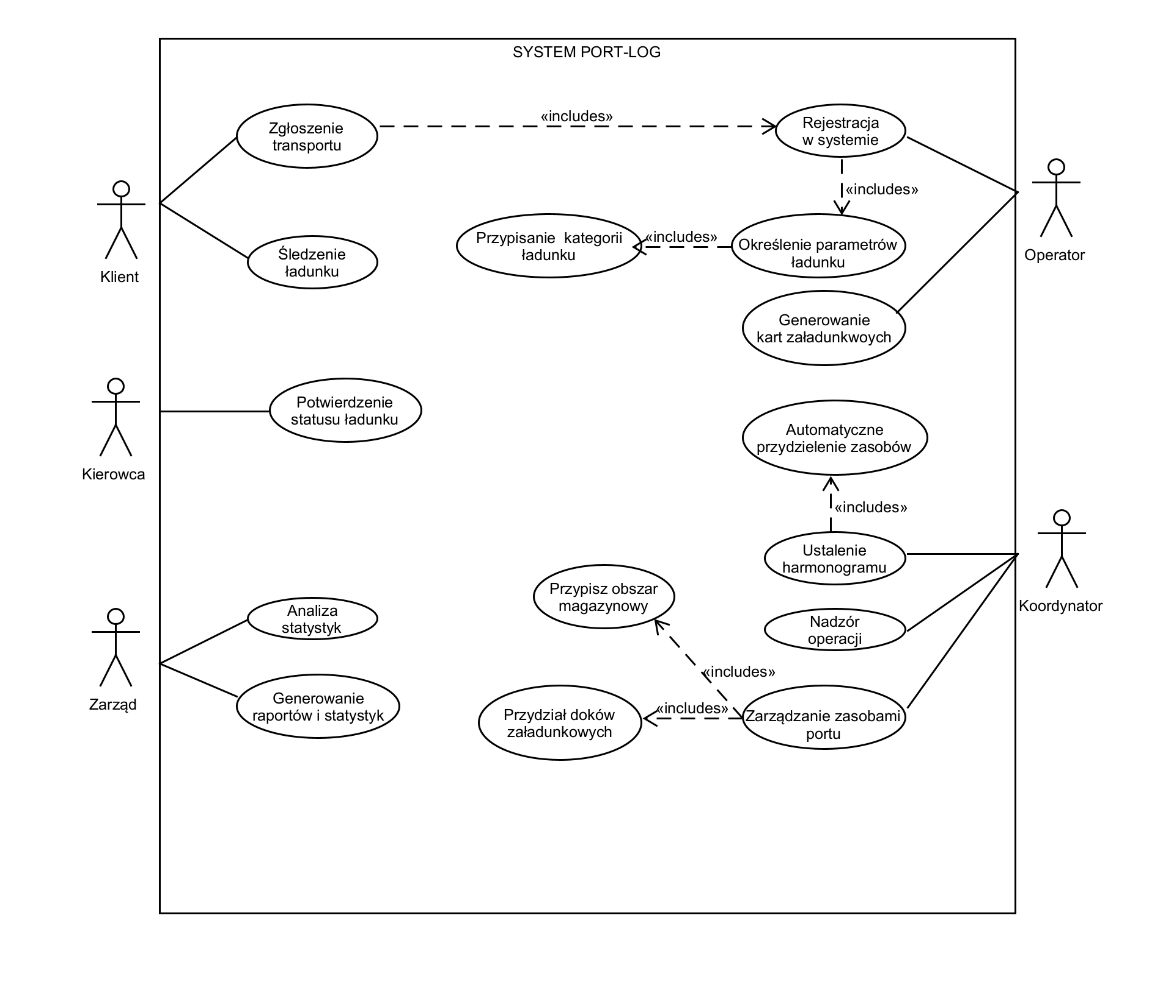 SYSTEM PORT-LOG
Zgłoszenie
transportu
«includes»
Rejestracja
w systemie
«includes»
Klient
Śledzenie
ładunku
Przypisanie kategorii
ładunku
«includes»
Określenie parametrów
ładunku
Operator
Generowanie
kart załadunkwoych
Kierowca
Potwierdzenie
statusu ładunku
Automatyczne
przydzielenie zasobów
«includes»
Ustalenie
harmonogramu
Koordynator
Przypisz obszar
magazynowy
Nadzór
operacji
Zarząd
Analiza
statystyk
Generowanie
raportów i statystyk
«includes»
«includes»
Przydział doków
załadunkowych
Zarządzanie zasobami
portu